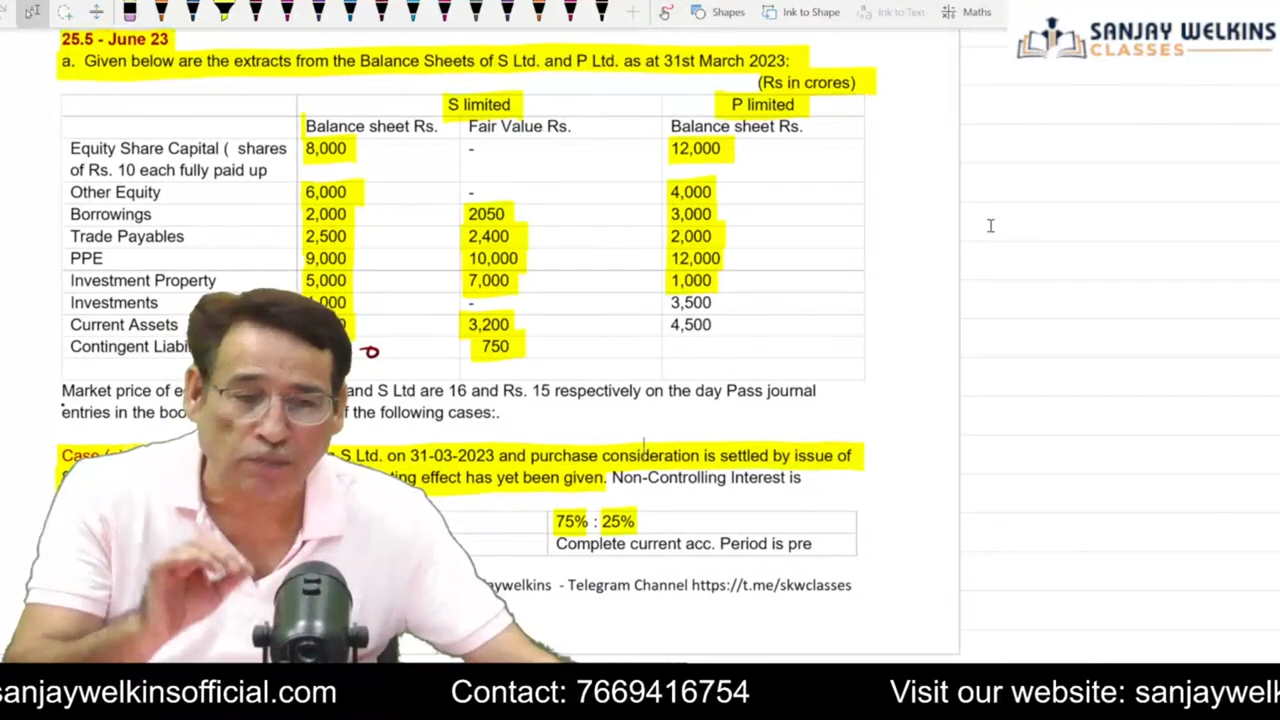 Shapes
Ink to Shape
Ink to Text
Maths
SANJAY WELKINS
CLASSES
25.5 - June 23
a. Given below are the extracts from the Balance Sheets of S Ltd. and P Ltd. as at 31st March 2023:
(Rs in crores)
S limited P limited
Balance sheet Rs. Fair Value Rs. Balance sheet Rs.
Equity Share Capital ( shares 8,000 - 12,000
of Rs. 10 each fully paid up
Other Equity 6,000 - 4,000
Borrowings 2,000 2050 3,000
Trade Payables 2,500 2,400 2,000
PPE 9,000 10,000 12,000
Investment Property 5,000 7,000 1,000
Investments - 3,500
Current Assets 3,200 4,500
Contingent 750
Market price of and S Ltd are 16 and Rs. 15 respectively on the day Pass journal
entries in the f the following cases:.
Case S Ltd. on 31-03-2023 and purchase consideration is settled by issue of
effect has yet been given. Non-Controlling Interest is
75% : 25%
Complete current acc. Period is pre
- Telegram Channel https://t.me/skwclasses
sanjaywelkinsofficial.com Contact: 7669416754 Visit our website: sanjaywelk